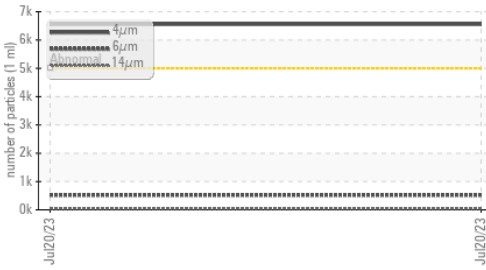 7k
6k
5k
4k
3k
2k
1k
0k
number of particles (1 ml)
4µm
6µm
Abnormal
14µm
Jul20/23
Jul20/23